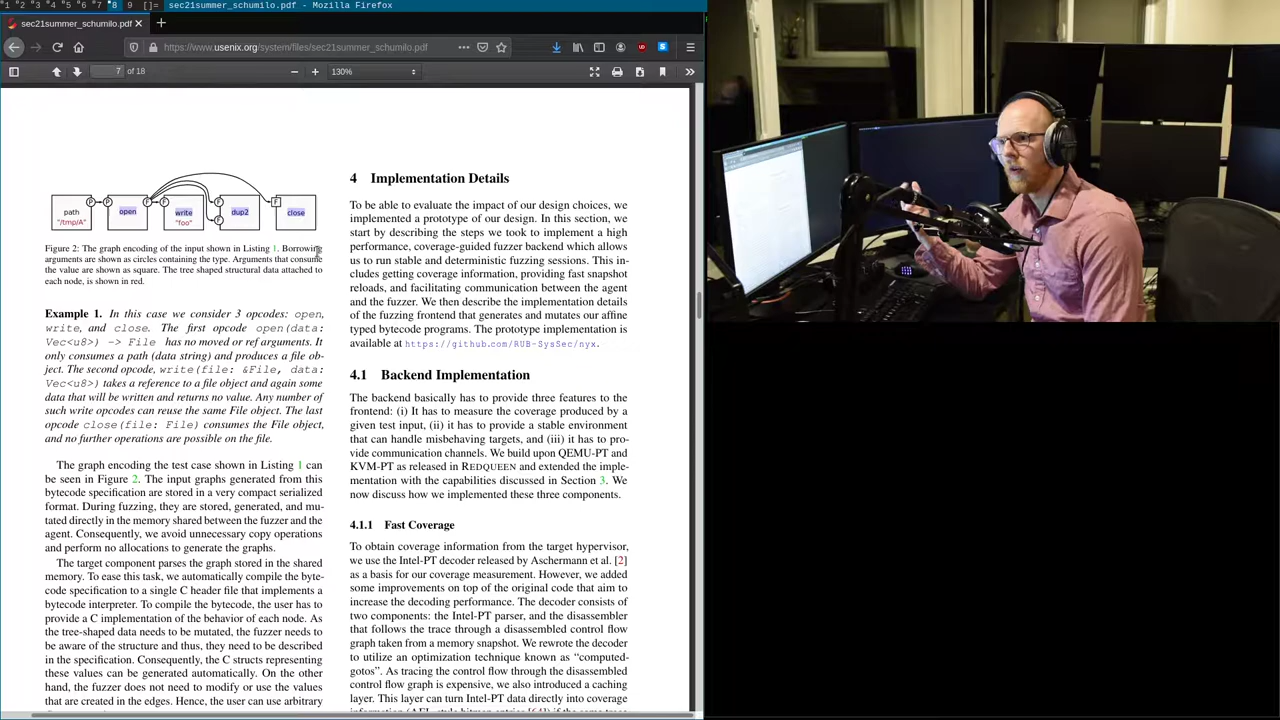 1 2 3 4 5 6 7 8 9 []= sec21summer_schumilo.pdf - Mozilla Firefox
sec21summer_schumilo.pdf
https://www.usenix.org/system/files/sec21summer_schumilo.pdf
7 of 18
130%
path
"/tmp/A"
P
P
open
F
F
write
"foo"
F
F
dup2
F
close
Figure 2: The graph encoding of the input shown in Listing 1. Borrowing
arguments are shown as circles containing the type. Arguments that consume
the value are shown as square. The tree shaped structural data attached to
each node, is shown in red.
Example 1. In this case we consider 3 opcodes: open,
write, and close. The first opcode open(data:
Vec<u8>) -> File has no moved or ref arguments. It
only consumes a path (data string) and produces a file ob-
ject. The second opcode, write(file: &File, data:
Vec<u8>) takes a reference to a file object and again some
data that will be written and returns no value. Any number of
such write opcodes can reuse the same File object. The last
opcode close(file: File) consumes the File object,
and no further operations are possible on the file.
The graph encoding the test case shown in Listing 1 can
be seen in Figure 2. The input graphs generated from this
bytecode specification are stored in a very compact serialized
format. During fuzzing, they are stored, generated, and mu-
tated directly in the memory shared between the fuzzer and the
agent. Consequently, we avoid unnecessary copy operations
and perform no allocations to generate the graphs.
The target component parses the graph stored in the shared
memory. To ease this task, we automatically compile the byte-
code specification to a single C header file that implements a
bytecode interpreter. To compile the bytecode, the user has to
provide a C implementation of the behavior of each node. As
the tree-shaped data needs to be mutated, the fuzzer needs to
be aware of the structure and thus, they need to be described
in the specification. Consequently, the C structs representing
these values can be generated automatically. On the other
hand, the fuzzer does not need to modify or use the values
that are created in the edges. Hence, the user can use arbitrary
4 Implementation Details
To be able to evaluate the impact of our design choices, we
implemented a prototype of our design. In this section, we
start by describing the steps we took to implement a high
performance, coverage-guided fuzzer backend which allows
us to run stable and deterministic fuzzing sessions. This in-
cludes getting coverage information, providing fast snapshot
reloads, and facilitating communication between the agent
and the fuzzer. We then describe the implementation details
of the fuzzing frontend that generates and mutates our affine
typed bytecode programs. The prototype implementation is
available at https://github.com/RUB-SysSec/nyx.
4.1 Backend Implementation
The backend basically has to provide three features to the
frontend: (i) It has to measure the coverage produced by a
given test input, (ii) it has to provide a stable environment
that can handle misbehaving targets, and (iii) it has to pro-
vide communication channels. We build upon QEMU-PT and
KVM-PT as released in REDQUEEN and extended the imple-
mentation with the capabilities discussed in Section 3. We
now discuss how we implemented these three components.
4.1.1 Fast Coverage
To obtain coverage information from the target hypervisor,
we use the Intel-PT decoder released by Aschermann et al. [2]
as a basis for our coverage measurement. However, we added
some improvements on top of the original code that aim to
increase the decoding performance. The decoder consists of
two components: the Intel-PT parser, and the disassembler
that follows the trace through a disassembled control flow
graph taken from a memory snapshot. We rewrote the decoder
to utilize an optimization technique known as “computed-
gotos”. As tracing the control flow through the disassembled
control flow graph is expensive, we also introduced a caching
layer. This layer can turn Intel-PT data directly into coverage